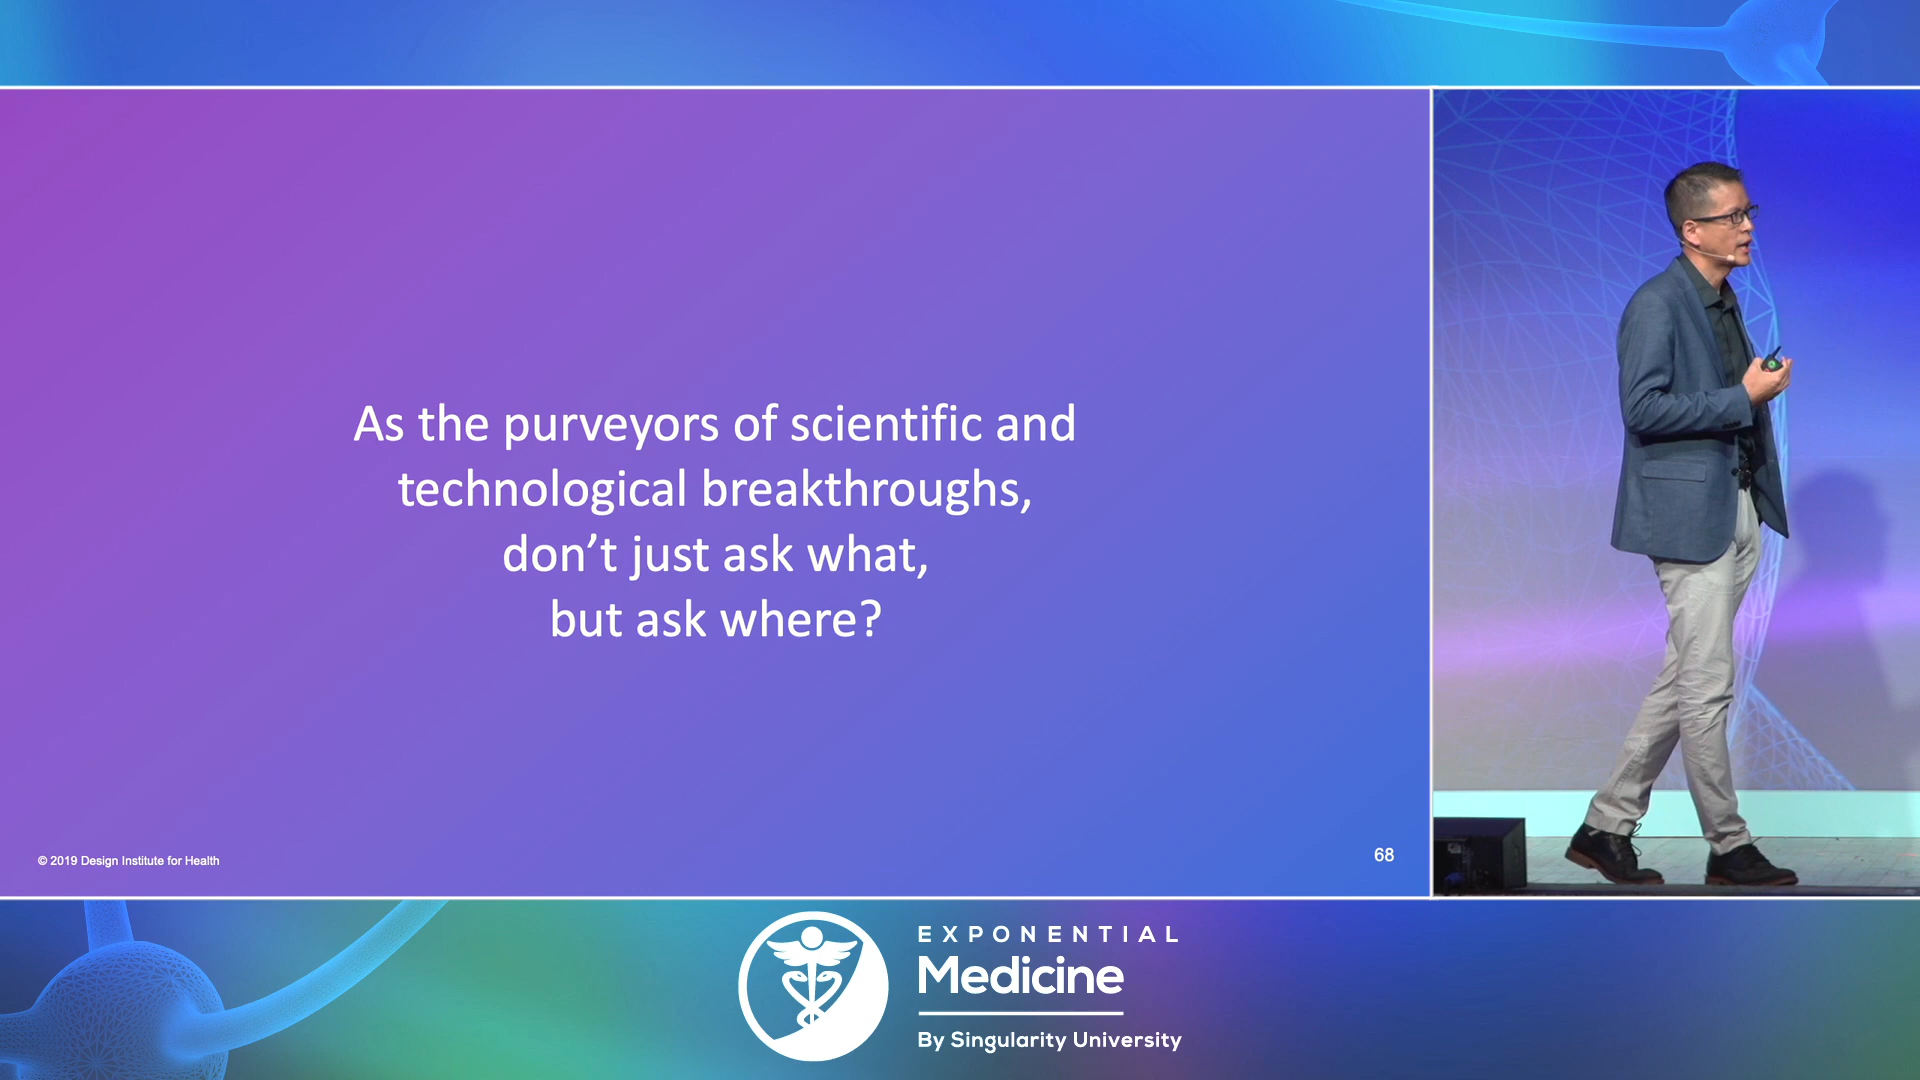 As the purveyors of scientific and
technological breakthroughs,
don’t just ask what,
but ask where?
© 2019 Design Institute for Health
68
EXPONENTIAL
Medicine
By Singularity University